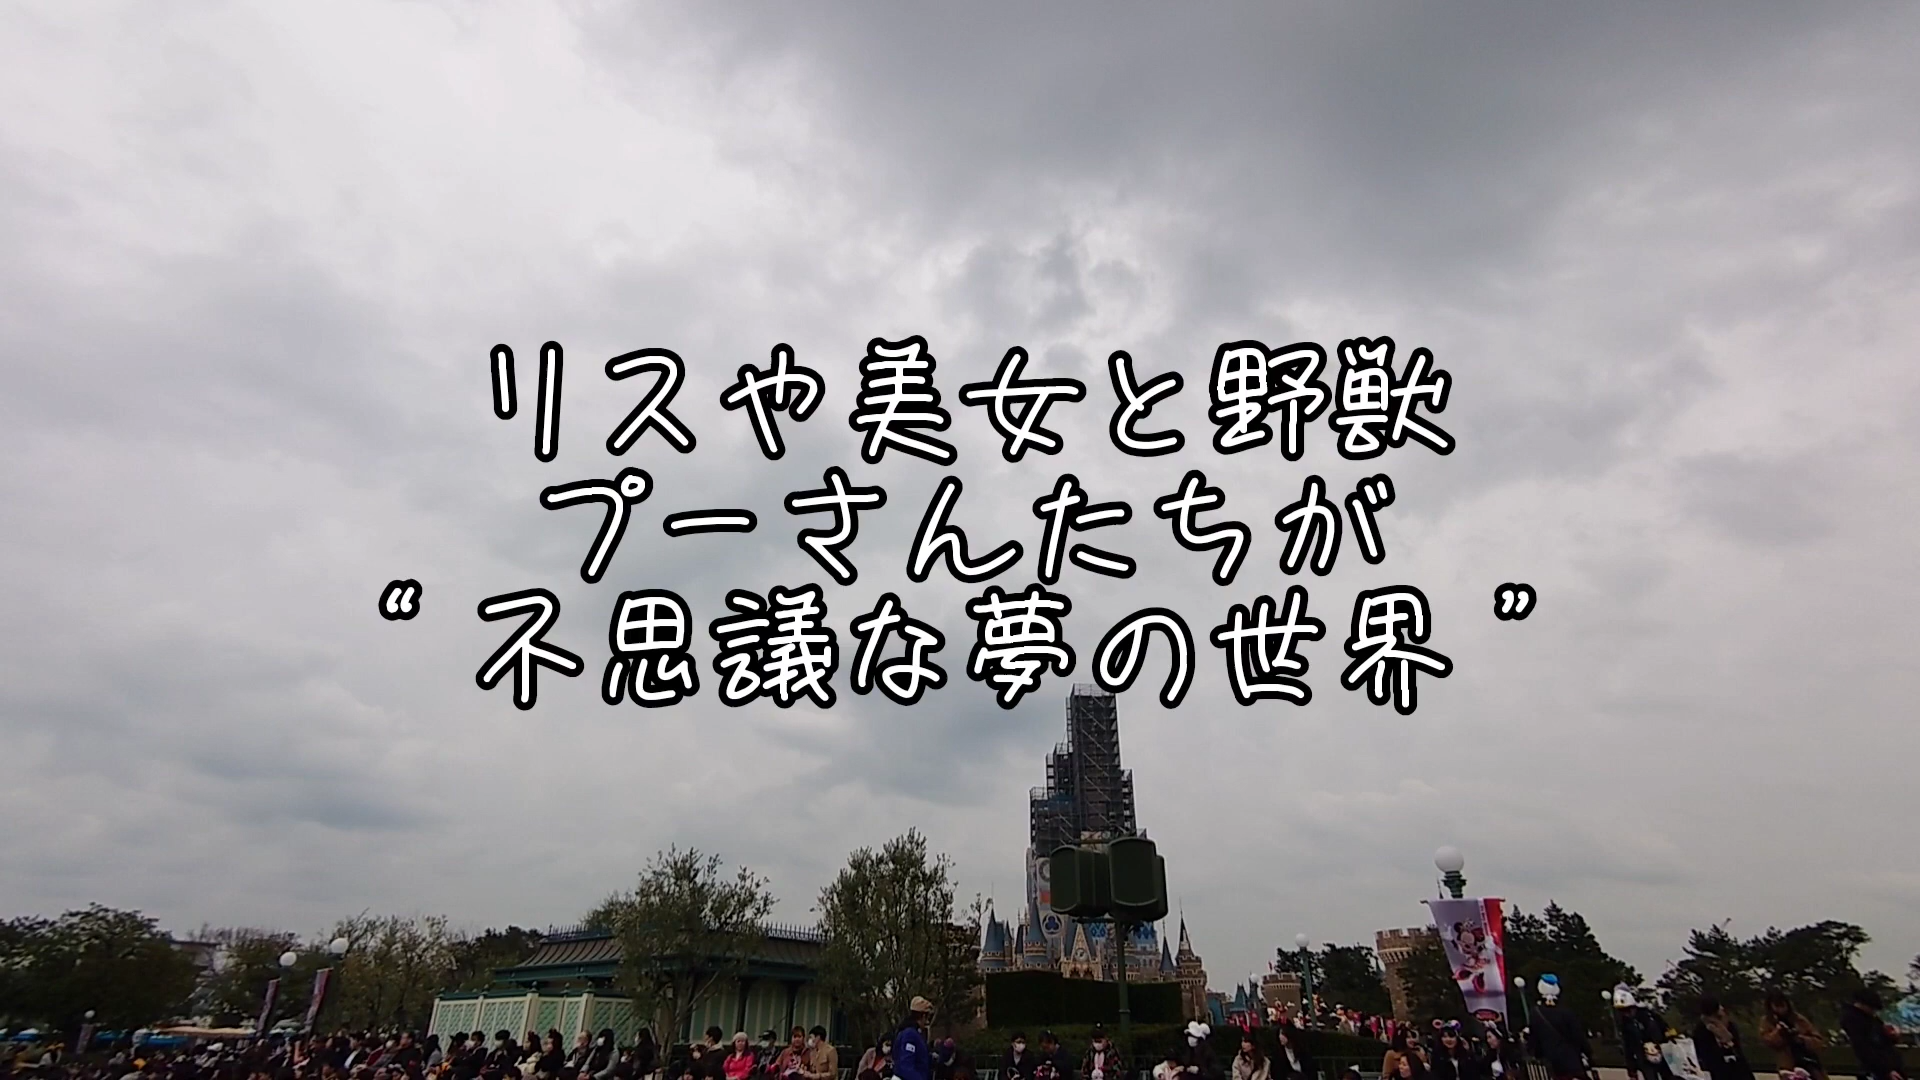 リスや美女と野獣
プーさんたちが
“不思議な夢の世界”